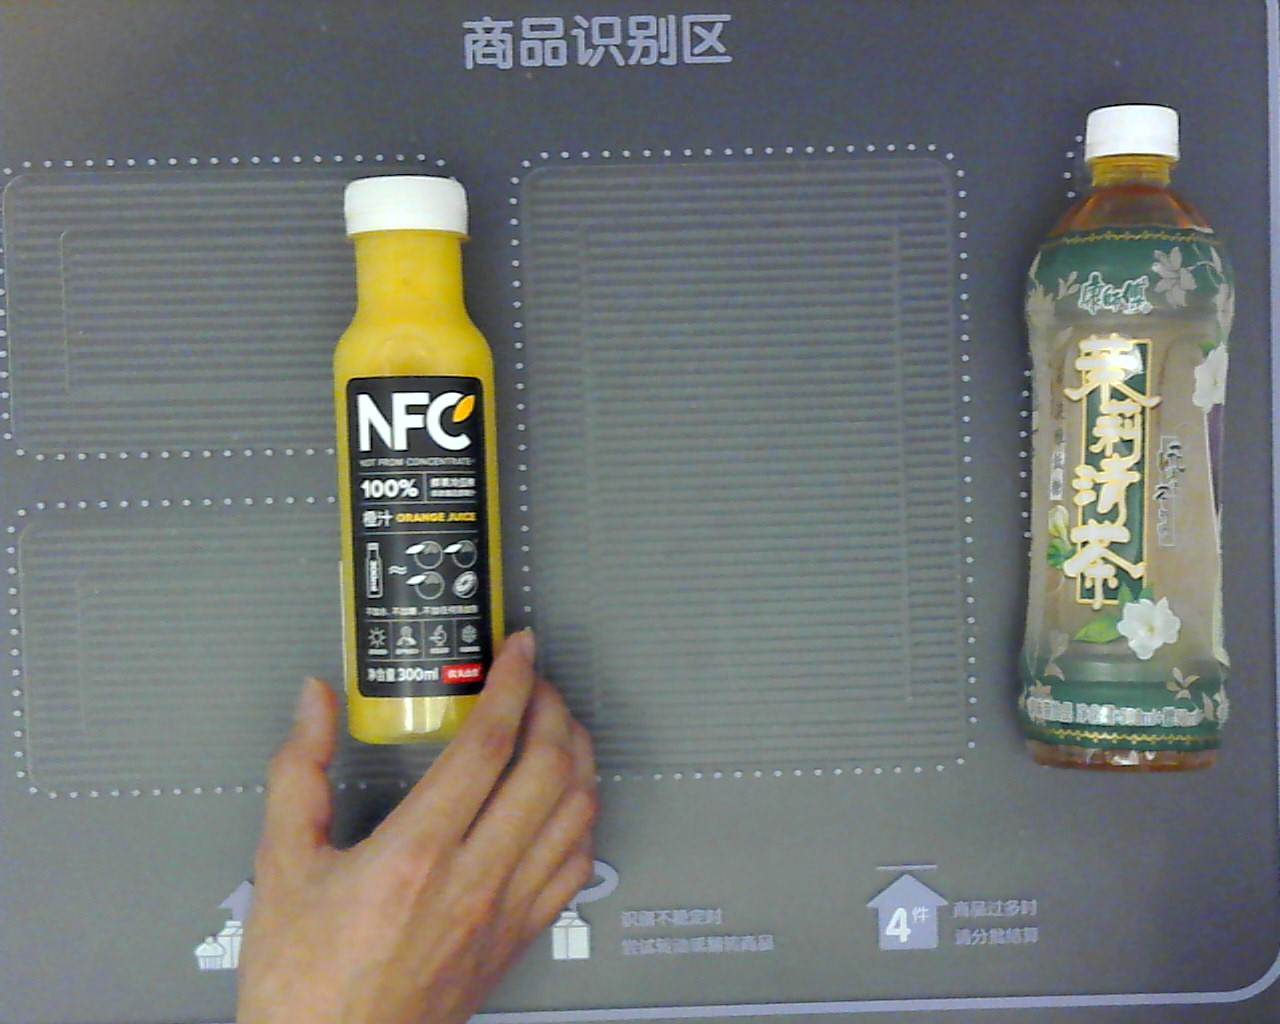 商品识别区
NFC
NOT FROM CONCENTRATE
100%
橙汁 ORANGE JUICE
300ml
净含量300ml
康师傅
茉莉清茶
识别不稳定时
尝试转动或翻转商品
4件
商品过多时
请分批结算